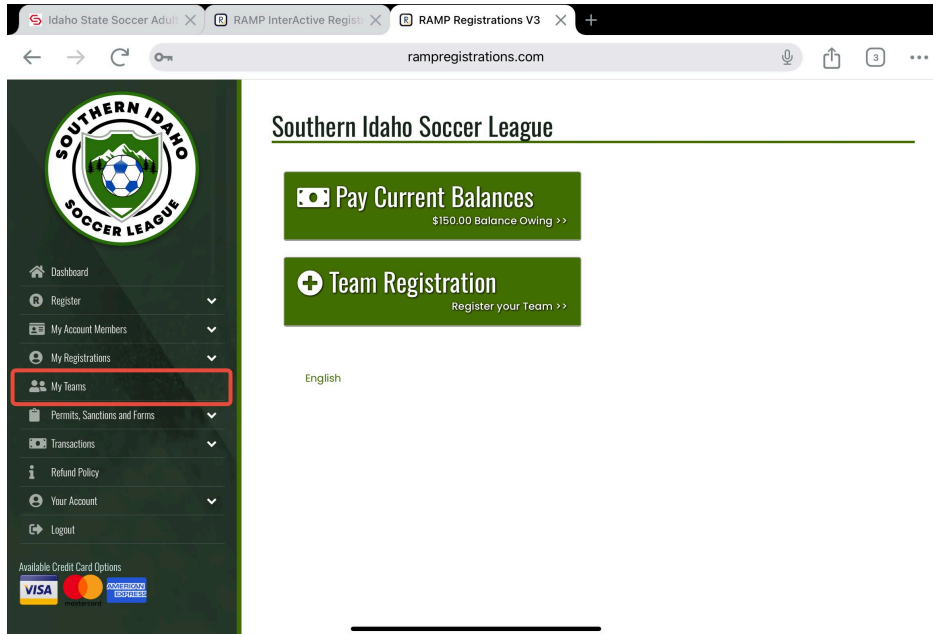 Idaho State Soccer Adult
RAMP InterActive Regist
RAMP Registrations V3
rampregistrations.com
3
SOUTHERN IDAHO
SOCCER LEAGUE
Dashboard
R Register
My Account Members
My Registrations
My Teams
Permits, Sanctions and Forms
Transactions
Refund Policy
Your Account
Logout
Available Credit Card Options
VISA
mastercard
AMERICAN
EXPRESS
Southern Idaho Soccer League
Pay Current Balances
$150.00 Balance Owing >>
Team Registration
Register your Team >>
English